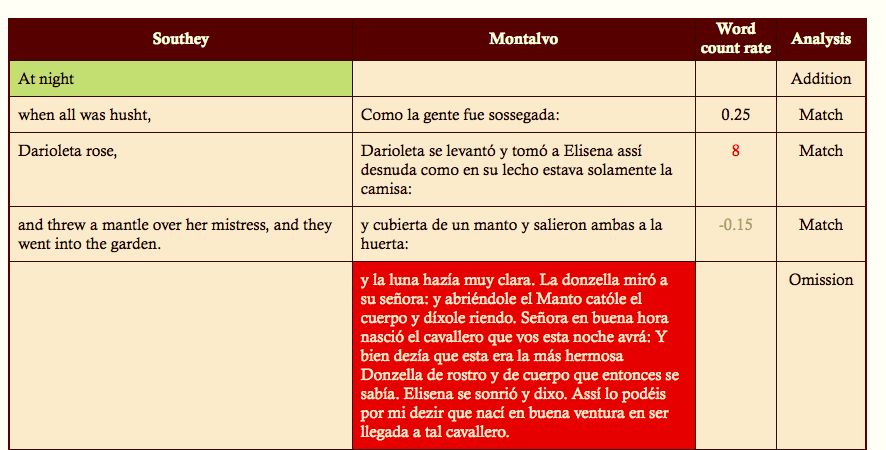 Southey Montalvo Word count rate Analysis
At night Addition
when all was husht, Como la gente fue sossegada: 0.25 Match
Darioleta rose, Darioleta se levantó y tomó a Elisena assí 8 Match
desnuda como en su lecho estava solamente la
camisa:
and threw a mantle over her mistress, and they y cubierta de un manto y salieron ambas a la -0.15 Match
went into the garden. huerta:
y la luna hazía muy clara. La donzella miró a Omission
su señora: y abriéndole el Manto católe el
cuerpo y díxole riendo. Señora en buena hora
nasció el cavallero que vos esta noche avrá: Y
bien dezía que esta era la más hermosa
Donzella de rostro y de cuerpo que entonces se
sabía. Elisena se sonrió y dixo. Assí lo podéis
por mi dezir que nací en buena ventura en ser
llegada a tal cavallero.